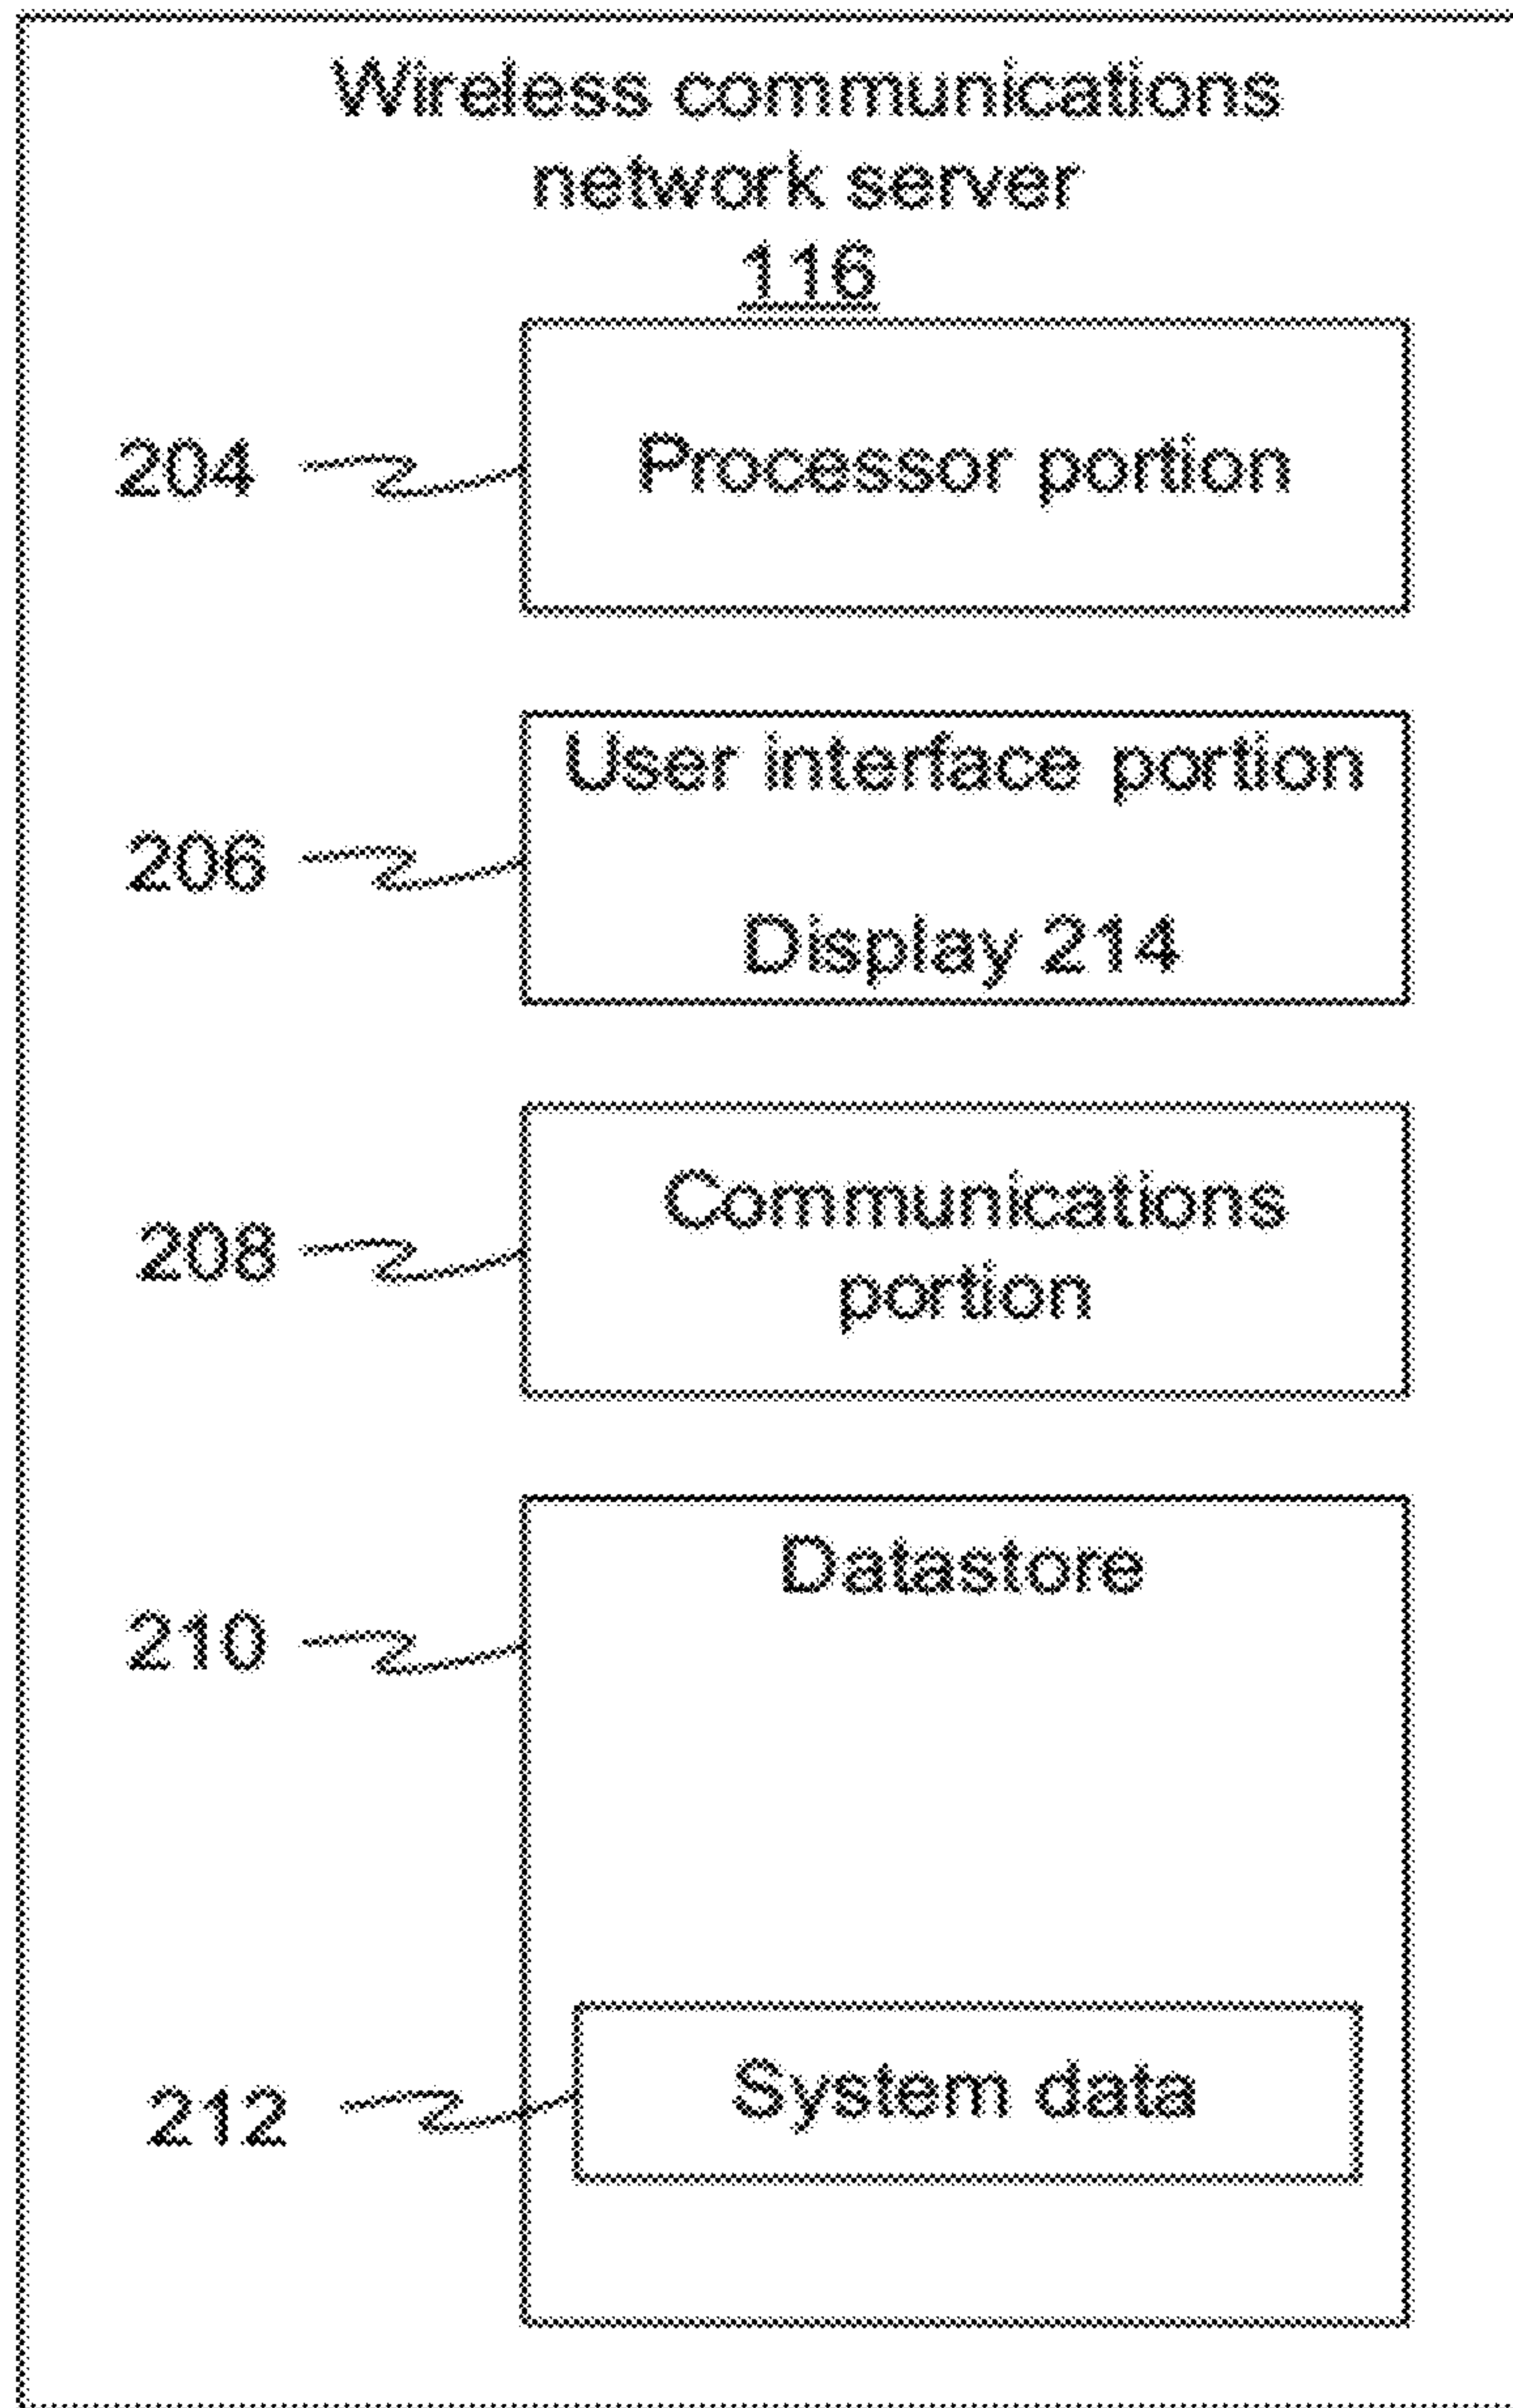 Wireless communications
network server
116
204
Processor portion
User interface portion
206
Display 214
Communications
208
portion
Datastore
210
System data
212